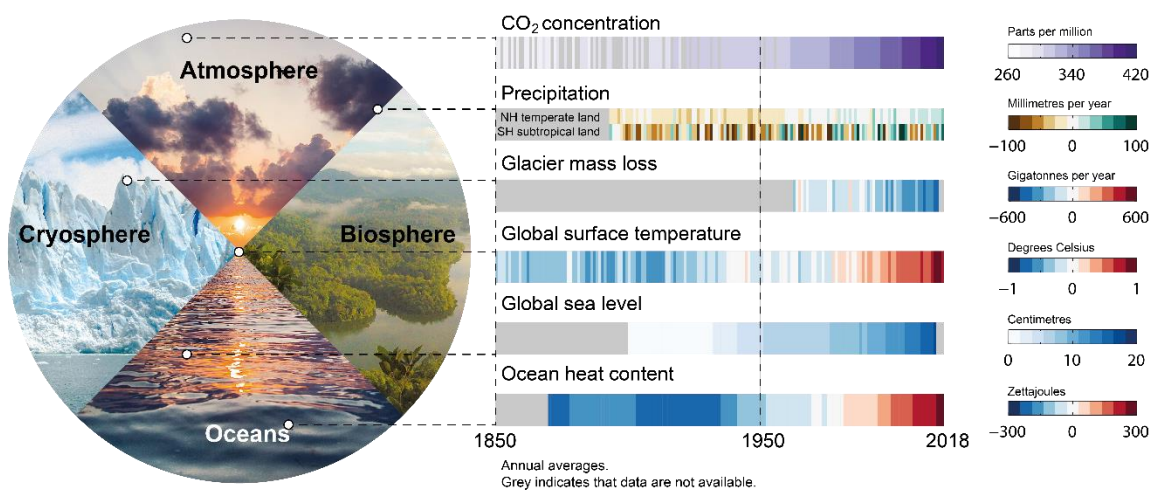 Atmosphere
Cryosphere
Biosphere
Oceans
CO₂ concentration
Precipitation
NH temperate land
SH subtropical land
Glacier mass loss
Global surface temperature
Global sea level
Ocean heat content
1850
1950
2018
Annual averages.
Grey indicates that data are not available.
Parts per million
260 340 420
Millimetres per year
−100 0 100
Gigatonnes per year
−600 0 600
Degrees Celsius
−1 0 1
Centimetres
0 10 20
Zettajoules
−300 0 300